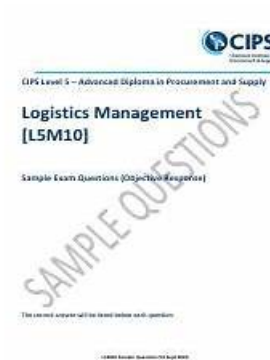 CIPS
CIPS Level 5 – Advanced Diploma in Procurement and Supply
Logistics Management
[L5M10]
Sample Exam Questions (Objective Response)
SAMPLE QUESTIONS
The correct answer will be listed below each question